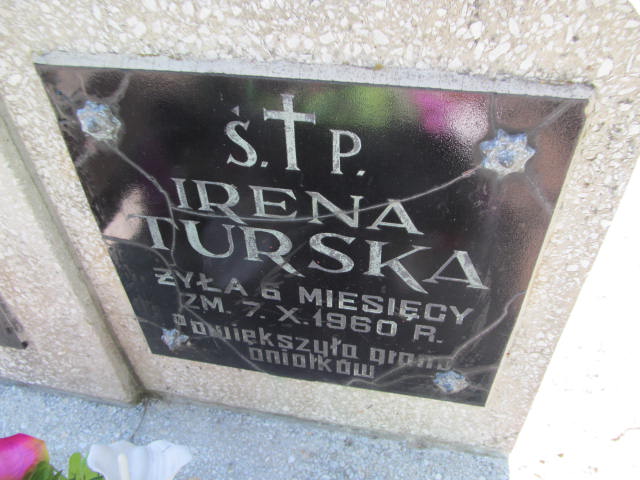 Ś. P.
IRENA
TURSKA
ŻYŁA 6 MIESIĘCY
ZM. 7. X. 1960 R.
powiększyła grono
aniołków